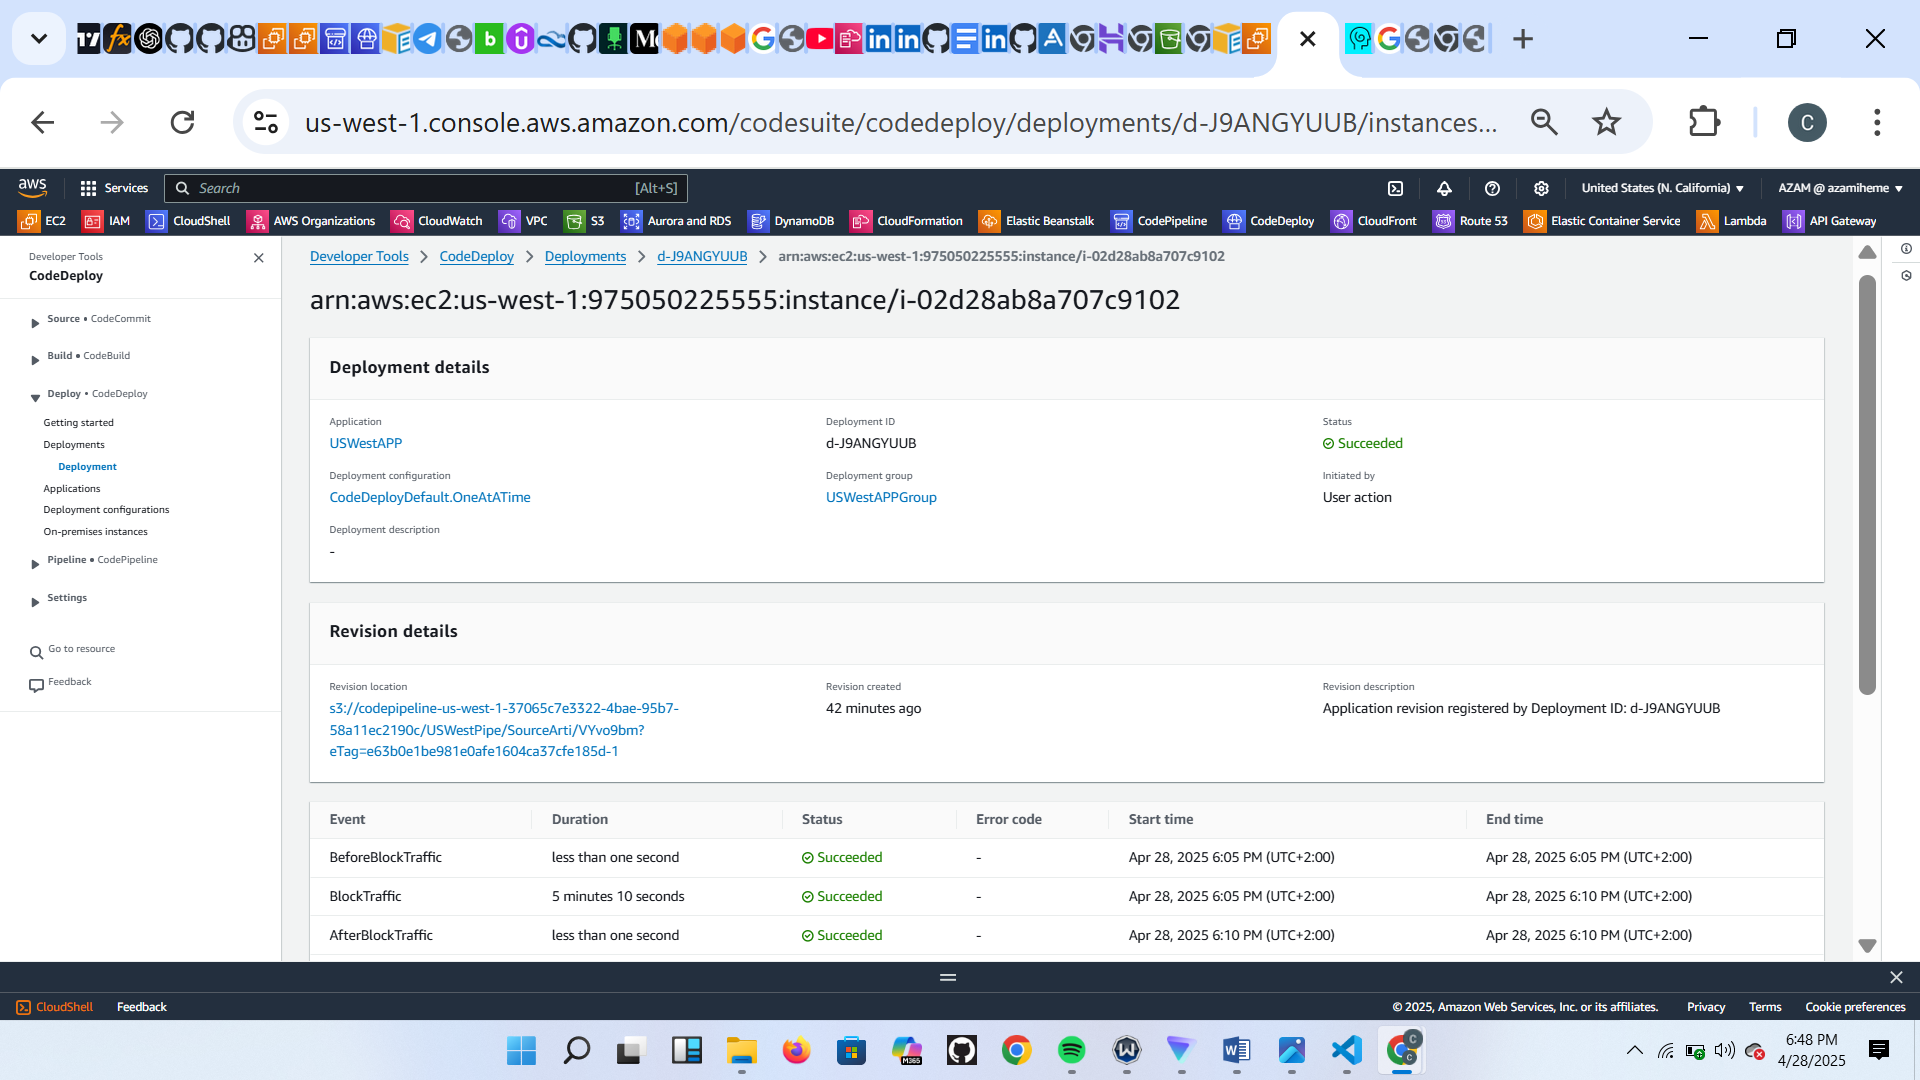 us-west-1.console.aws.amazon.com/codesuite/codedeploy/deployments/d-J9ANGYUUB/instances...
C
aws
Services
Search
[Alt+S]
United States (N. California)
AZAM @ azamiheme
EC2
IAM
CloudShell
AWS Organizations
CloudWatch
VPC
S3
Aurora and RDS
DynamoDB
CloudFormation
Elastic Beanstalk
CodePipeline
CodeDeploy
CloudFront
Route 53
Elastic Container Service
Lambda
API Gateway
Developer Tools
CodeDeploy
Source • CodeCommit
Build • CodeBuild
Deploy • CodeDeploy
Getting started
Deployments
Deployment
Applications
Deployment configurations
On-premises instances
Pipeline • CodePipeline
Settings
Go to resource
Feedback
Developer Tools > CodeDeploy > Deployments > d-J9ANGYUUB > arn:aws:ec2:us-west-1:975050225555:instance/i-02d28ab8a707c9102
arn:aws:ec2:us-west-1:975050225555:instance/i-02d28ab8a707c9102
Deployment details
Application
USWestAPP
Deployment ID
d-J9ANGYUUB
Status
Succeeded
Deployment configuration
CodeDeployDefault.OneAtATime
Deployment group
USWestAPPGroup
Initiated by
User action
Deployment description
-
Revision details
Revision location
s3://codepipeline-us-west-1-37065c7e3322-4bae-95b7-
58a11ec2190c/USWestPipe/SourceArti/VYvo9bm?
eTag=e63b0e1be981e0afe1604ca37cfe185d-1
Revision created
42 minutes ago
Revision description
Application revision registered by Deployment ID: d-J9ANGYUUB
Event Duration Status Error code Start time End time
BeforeBlockTraffic less than one second Succeeded - Apr 28, 2025 6:05 PM (UTC+2:00) Apr 28, 2025 6:05 PM (UTC+2:00)
BlockTraffic 5 minutes 10 seconds Succeeded - Apr 28, 2025 6:05 PM (UTC+2:00) Apr 28, 2025 6:10 PM (UTC+2:00)
AfterBlockTraffic less than one second Succeeded - Apr 28, 2025 6:10 PM (UTC+2:00) Apr 28, 2025 6:10 PM (UTC+2:00)
CloudShell
Feedback
© 2025, Amazon Web Services, Inc. or its affiliates.
Privacy
Terms
Cookie preferences
6:48 PM
4/28/2025